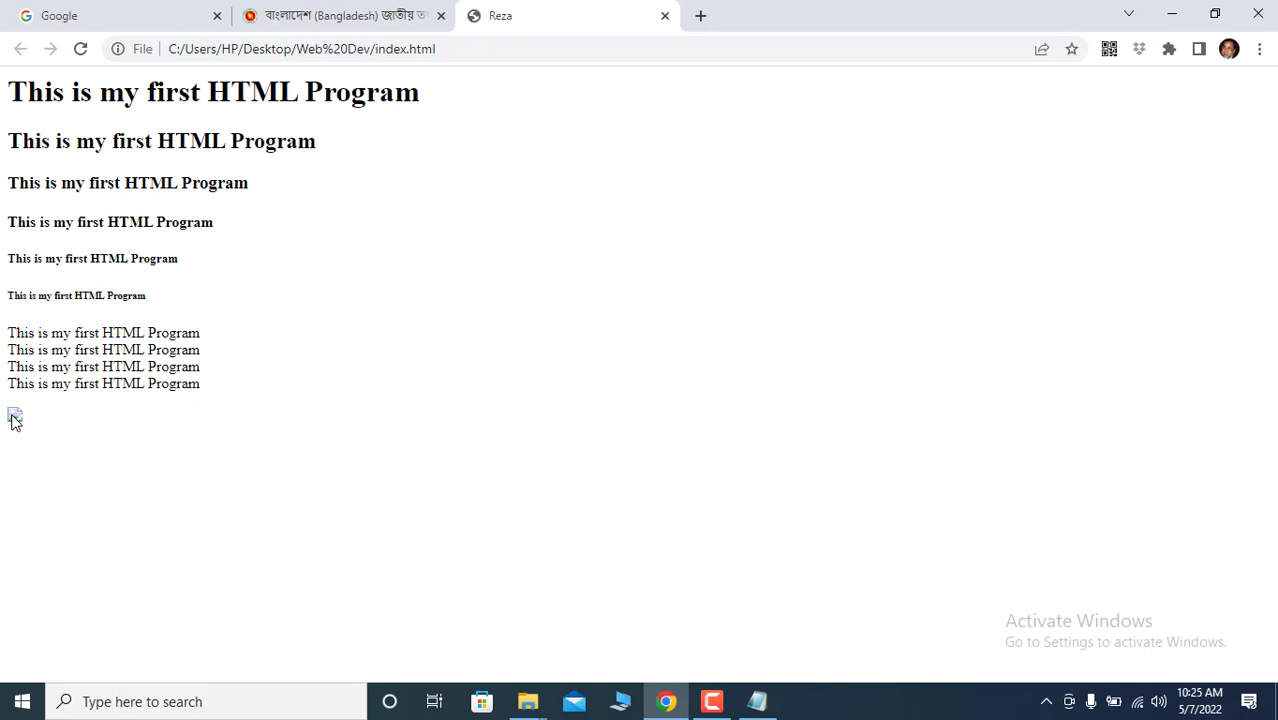 Google
বাংলাদেশ (Bangladesh) জাতীয়
Reza
File
C:/Users/HP/Desktop/Web%20Dev/index.html
This is my first HTML Program
This is my first HTML Program
This is my first HTML Program
This is my first HTML Program
This is my first HTML Program
This is my first HTML Program
This is my first HTML Program
This is my first HTML Program
This is my first HTML Program
This is my first HTML Program
Activate Windows
Go to Settings to activate Windows.
Type here to search
10:25 AM
5/7/2022